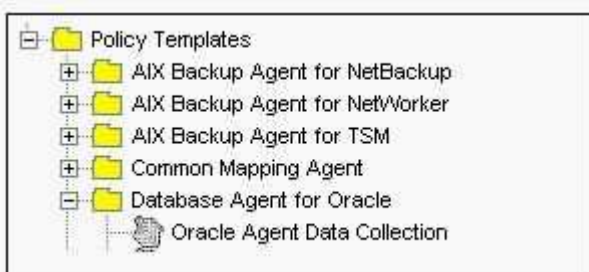 Policy Templates
AIX Backup Agent for NetBackup
AIX Backup Agent for NetWorker
AIX Backup Agent for TSM
Common Mapping Agent
Database Agent for Oracle
Oracle Agent Data Collection